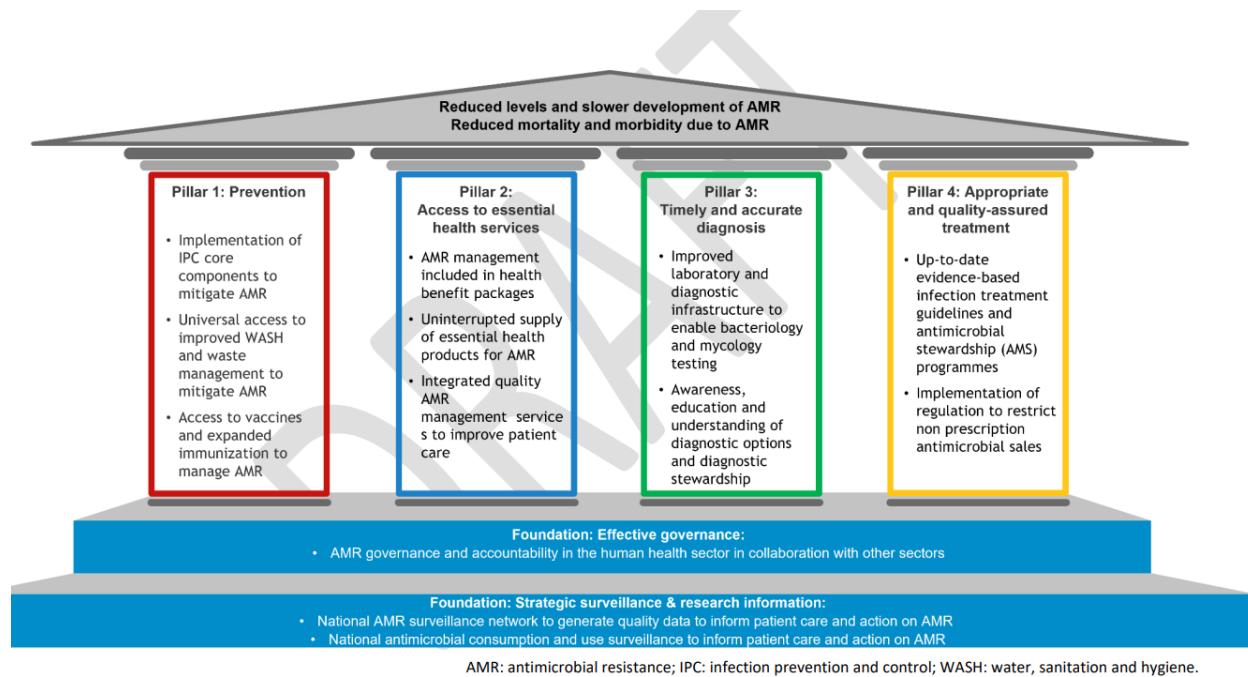 DRAFT
Reduced levels and slower development of AMR
Reduced mortality and morbidity due to AMR
Pillar 1: Prevention
• Implementation of
IPC core
components to
mitigate AMR
• Universal access to
improved WASH
and waste
management to
mitigate AMR
• Access to vaccines
and expanded
immunization to
manage AMR
Pillar 2:
Access to essential
health services
• AMR management
included in health
benefit packages
• Uninterrupted supply
of essential health
products for AMR
• Integrated quality
AMR
management service
s to improve patient
care
Pillar 3:
Timely and accurate
diagnosis
• Improved
laboratory and
diagnostic
infrastructure to
enable bacteriology
and mycology
testing
• Awareness,
education and
understanding of
diagnostic options
and diagnostic
stewardship
Pillar 4: Appropriate
and quality-assured
treatment
• Up-to-date
evidence-based
infection treatment
guidelines and
antimicrobial
stewardship (AMS)
programmes
• Implementation of
regulation to restrict
non prescription
antimicrobial sales
Foundation: Effective governance:
• AMR governance and accountability in the human health sector in collaboration with other sectors
Foundation: Strategic surveillance & research information:
• National AMR surveillance network to generate quality data to inform patient care and action on AMR
• National antimicrobial consumption and use surveillance to inform patient care and action on AMR
AMR: antimicrobial resistance; IPC: infection prevention and control; WASH: water, sanitation and hygiene.